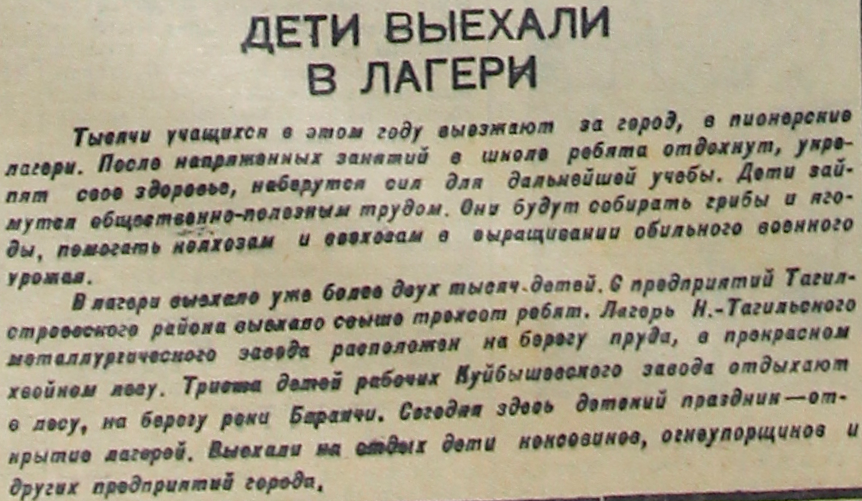 ДЕТИ ВЫЕХАЛИ
В ЛАГЕРИ
Тысячи учащихся в этом году выезжают за город, в пионерские
лагери. После напряженных занятий в школе ребята отдохнут, укре-
пят свое здоровье, наберутся сил для дальнейшей учебы. Дети зай-
мутся общественно-полезным трудом. Они будут собирать грибы и яго-
ды, помогать колхозам и совхозам в выращивании обильного военного
урожая.
В лагери выехало уже более двух тысяч детей. С предприятий Тагил-
строевского района выехало свыше трехсот ребят. Лагерь Н.-Тагильского
металлургического завода расположен на берегу пруда, в прекрасном
хвойном лесу. Триста детей рабочих Куйбышевского завода отдыхают
в лесу, на берегу реки Баранчи. Сегодня здесь детский праздник—от-
крытие лагерей. Выехали на отдых дети коксовиков, огнеупорщиков и
других предприятий города.